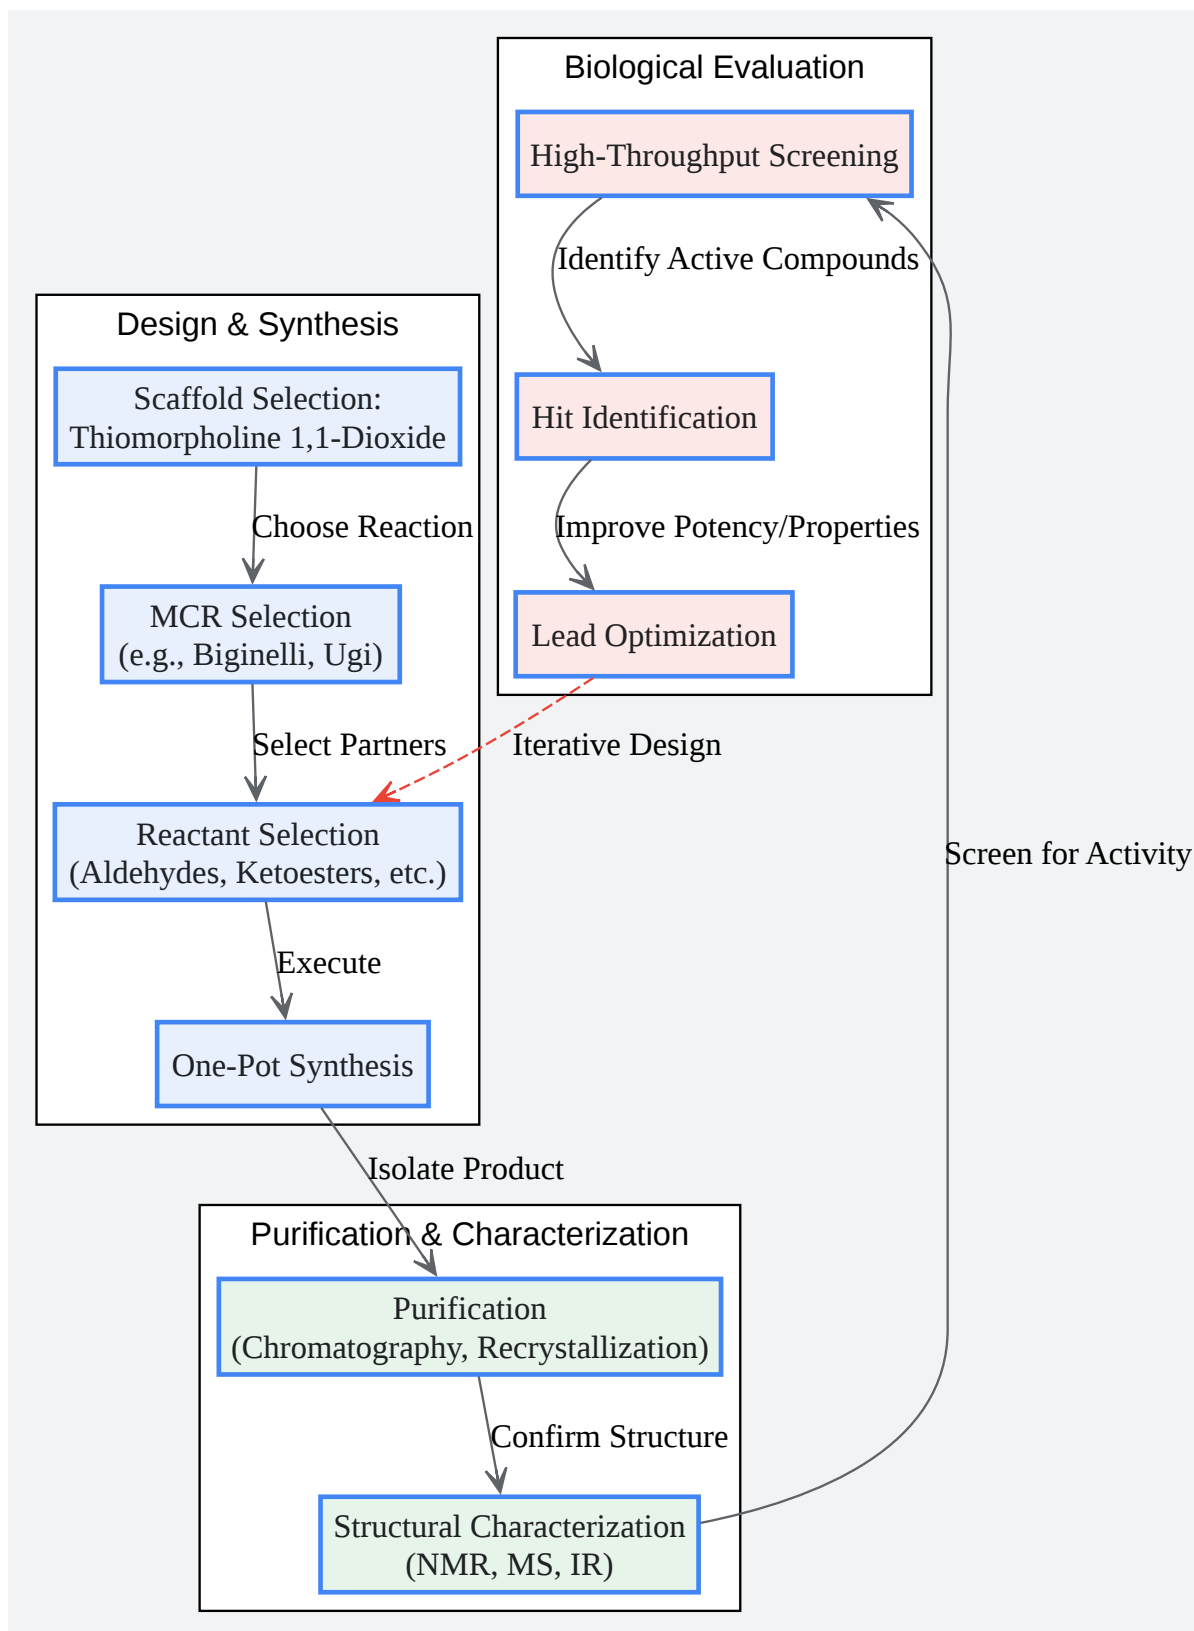 Biological Evaluation
High-Throughput Screening
Identify Active Compounds
Hit Identification
Improve Potency/Properties
Lead Optimization
Iterative Design
Design & Synthesis
Scaffold Selection:
Thiomorpholine 1,1-Dioxide
Choose Reaction
MCR Selection
(e.g., Biginelli, Ugi)
Select Partners
Reactant Selection
(Aldehydes, Ketoesters, etc.)
Execute
One-Pot Synthesis
Isolate Product
Purification & Characterization
Purification
(Chromatography, Recrystallization)
Confirm Structure
Structural Characterization
(NMR, MS, IR)
Screen for Activity